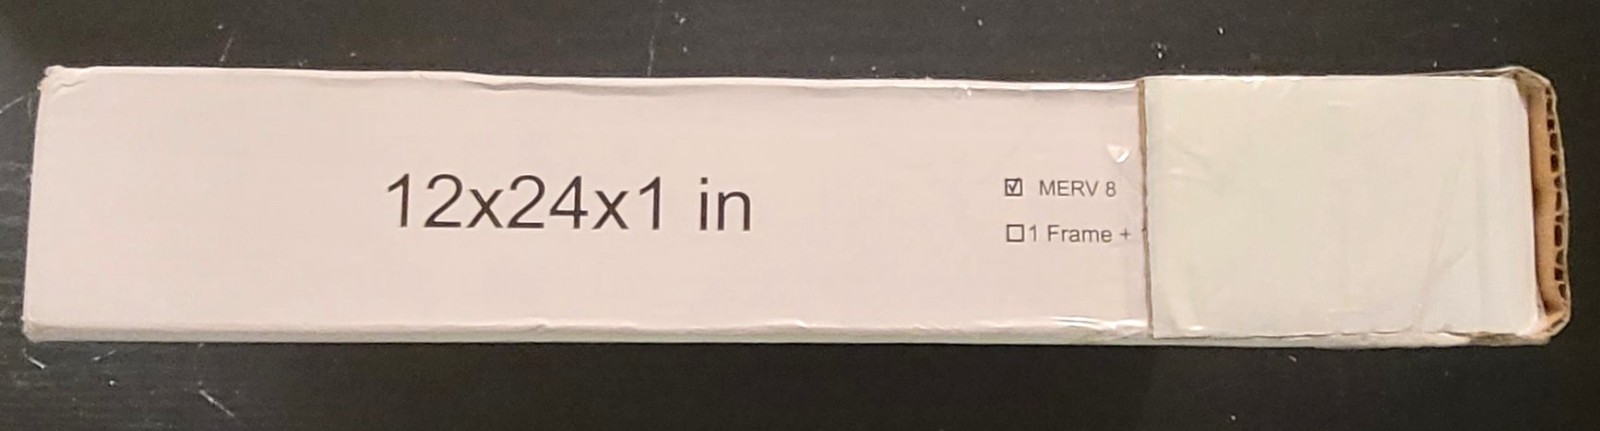 12x24x1 in
☑ MERV 8
☐ 1 Frame +